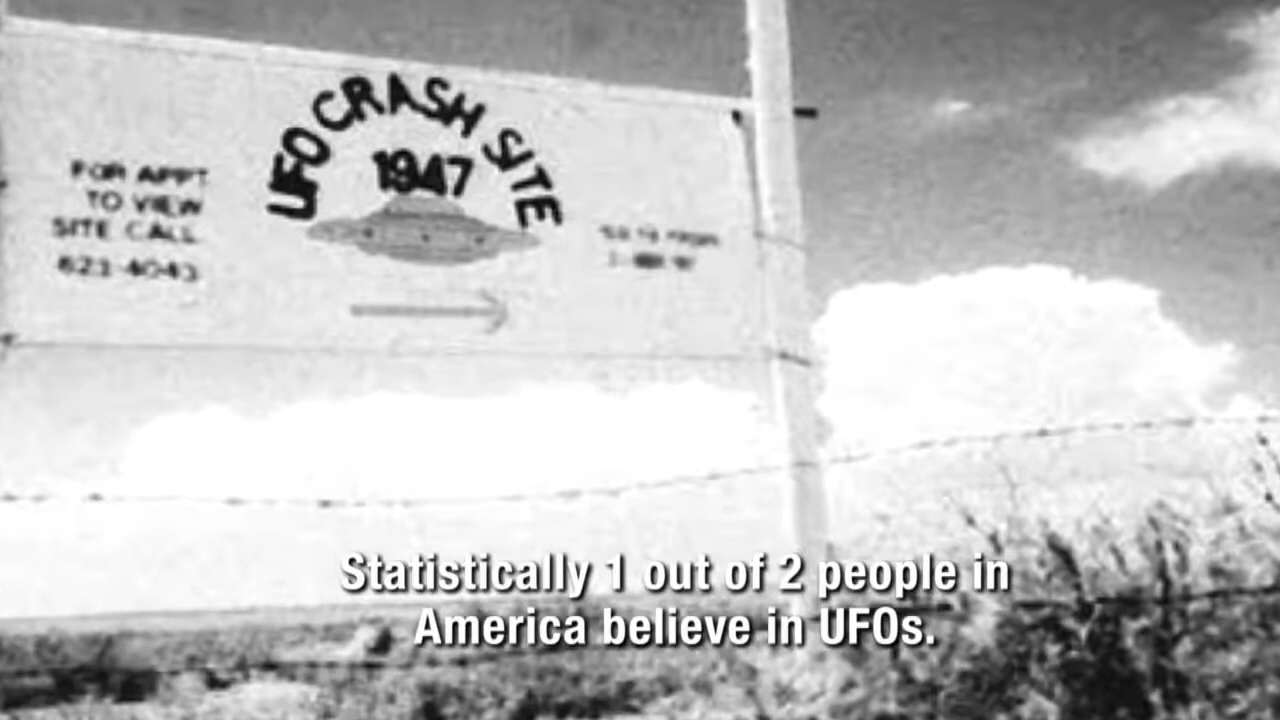 UFO CRASH SITE
1947
FOR APPT
TO VIEW
SITE CALL
623-4043
Statistically 1 out of 2 people in
America believe in UFOs.